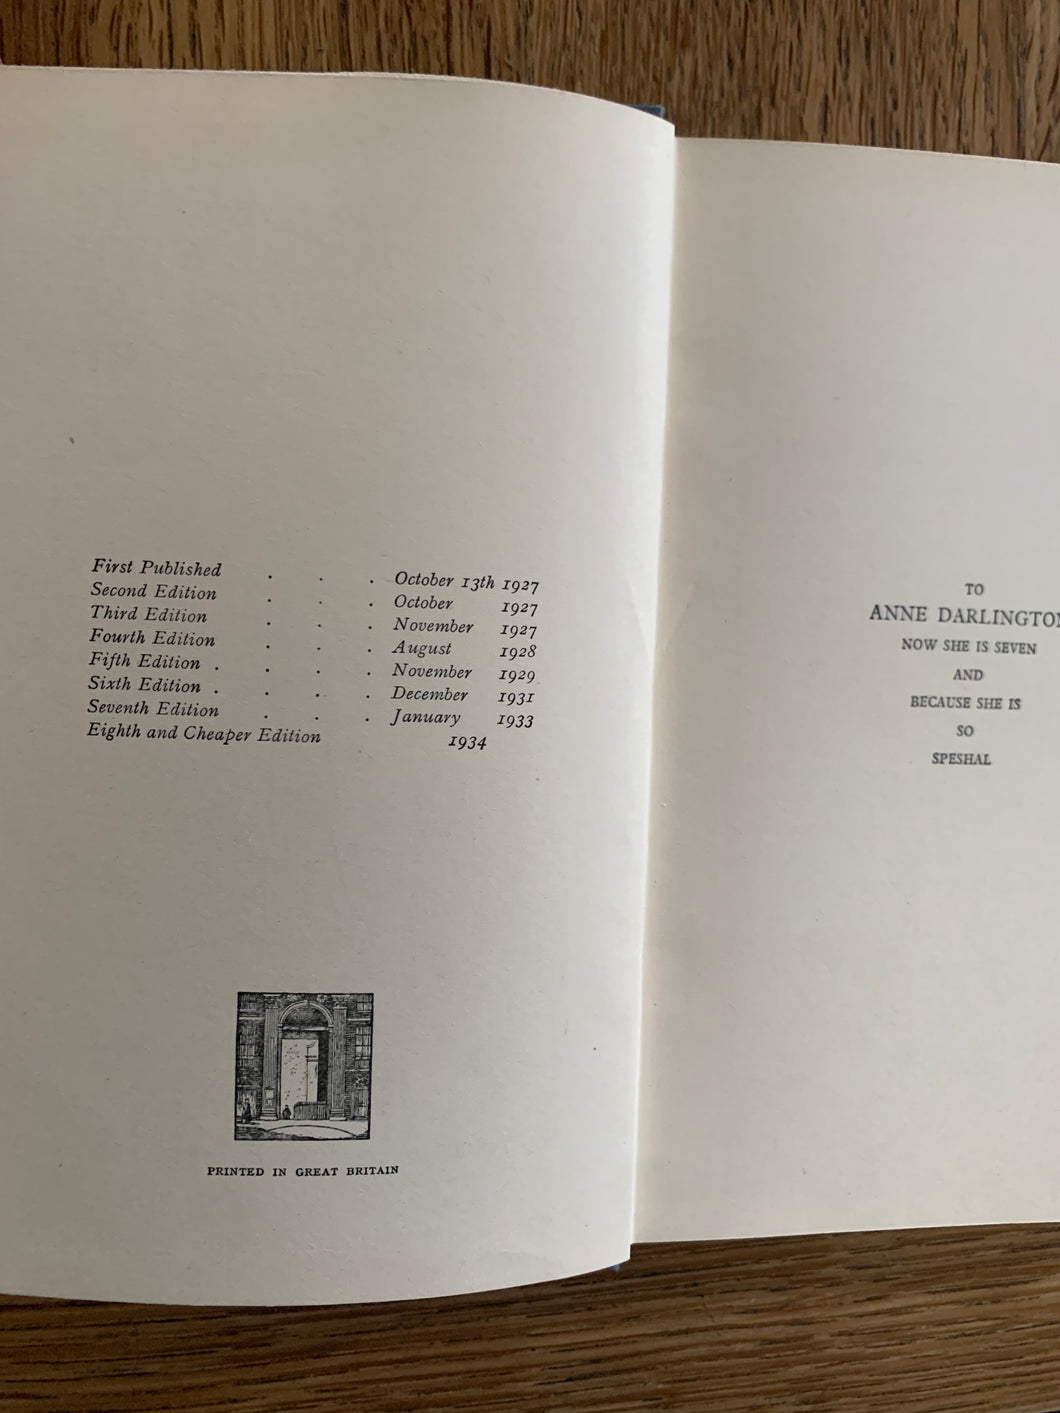 First Published . . . October 13th 1927
Second Edition . . . October 1927
Third Edition . . . November 1927
Fourth Edition . . . August 1928
Fifth Edition . . . . November 1929
Sixth Edition . . . . December 1931
Seventh Edition . . . January 1933
Eighth and Cheaper Edition 1934
PRINTED IN GREAT BRITAIN
TO
ANNE DARLINGTON
NOW SHE IS SEVEN
AND
BECAUSE SHE IS
SO
SPESHAL